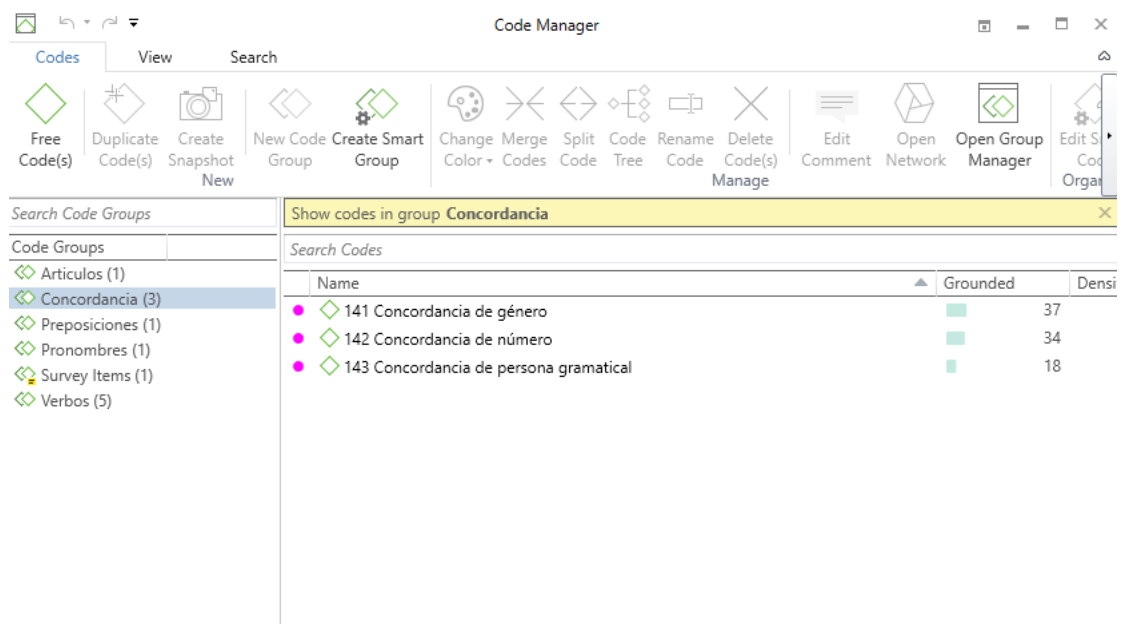 Code Manager
Codes View Search
Free Code(s)
Duplicate Code(s)
Create Snapshot
New
New Code Group
Create Smart Group
Change Color
Merge Codes
Split Code
Code Tree
Rename Code
Delete Code(s)
Manage
Edit Comment
Open Network
Open Group Manager
Edit S
Co
Orga
Search Code Groups
Show codes in group Concordancia
Code Groups
Search Codes
Articulos (1)
Concordancia (3)
Preposiciones (1)
Pronombres (1)
Survey Items (1)
Verbos (5)
Name Grounded Densi
141 Concordancia de género 37
142 Concordancia de número 34
143 Concordancia de persona gramatical 18